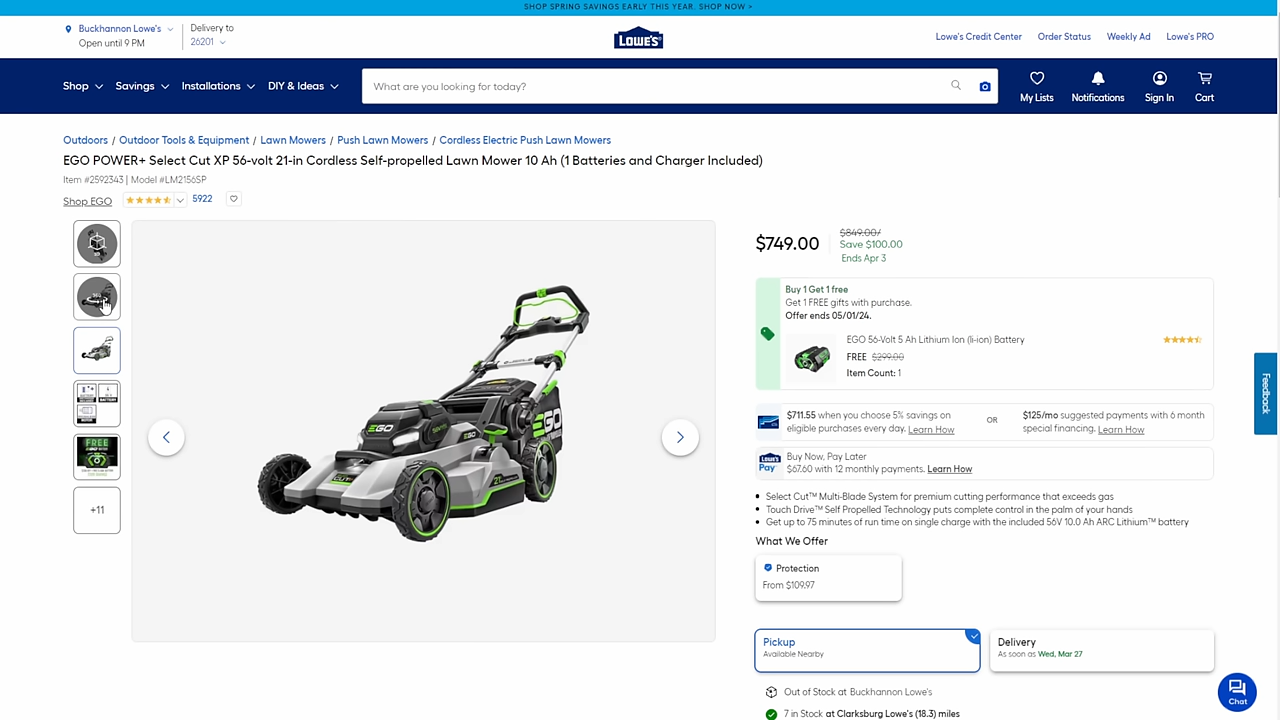 SHOP SPRING SAVINGS EARLY THIS YEAR. SHOP NOW >
Buckhannon Lowe's
Open until 9 PM
Delivery to
26201
LOWE'S
Lowe's Credit Center
Order Status
Weekly Ad
Lowe's PRO
Shop
Savings
Installations
DIY & Ideas
What are you looking for today?
My Lists
Notifications
Sign In
Cart
Outdoors / Outdoor Tools & Equipment / Lawn Mowers / Push Lawn Mowers / Cordless Electric Push Lawn Mowers
EGO POWER+ Select Cut XP 56-volt 21-in Cordless Self-propelled Lawn Mower 10 Ah (1 Batteries and Charger Included)
Item #2592343 | Model #LM2156SP
Shop EGO
5922
FREE
+11
EGO
EGO
EGO
$749.00
$849.00/
Save $100.00
Ends Apr 3
Buy 1 Get 1 free
Get 1 FREE gifts with purchase.
Offer ends 05/01/24.
EGO 56-Volt 5 Ah Lithium Ion (li-ion) Battery
FREE $299.00
Item Count: 1
$711.55 when you choose 5% savings on
eligible purchases every day. Learn How
OR
$125/mo suggested payments with 6 month
special financing. Learn How
Lowe's
Pay
Buy Now, Pay Later
$67.60 with 12 monthly payments. Learn How
Select Cut™ Multi-Blade System for premium cutting performance that exceeds gas
Touch Drive™ Self Propelled Technology puts complete control in the palm of your hands
Get up to 75 minutes of run time on single charge with the included 56V 10.0 Ah ARC Lithium™ battery
What We Offer
Protection
From $109.97
Pickup
Available Nearby
Delivery
As soon as Wed, Mar 27
Out of Stock at Buckhannon Lowe's
7 in Stock at Clarksburg Lowe's (18.3) miles
Feedback
Chat